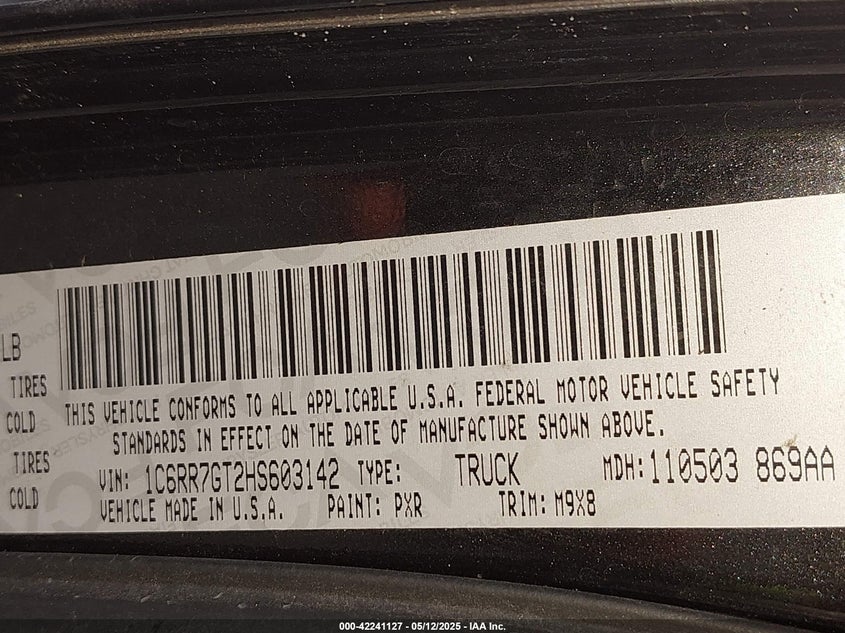 LB
TIRES
COLD
TIRES
COLD
THIS VEHICLE CONFORMS TO ALL APPLICABLE U.S.A. FEDERAL MOTOR VEHICLE SAFETY
STANDARDS IN EFFECT ON THE DATE OF MANUFACTURE SHOWN ABOVE.
VIN: 1C6RR7GT2HS603142 TYPE: TRUCK MDH: 110503 869AA
VEHICLE MADE IN U.S.A. PAINT: PXR TRIM: M9X8
000-42241127 - 05/12/2025 - IAA Inc.